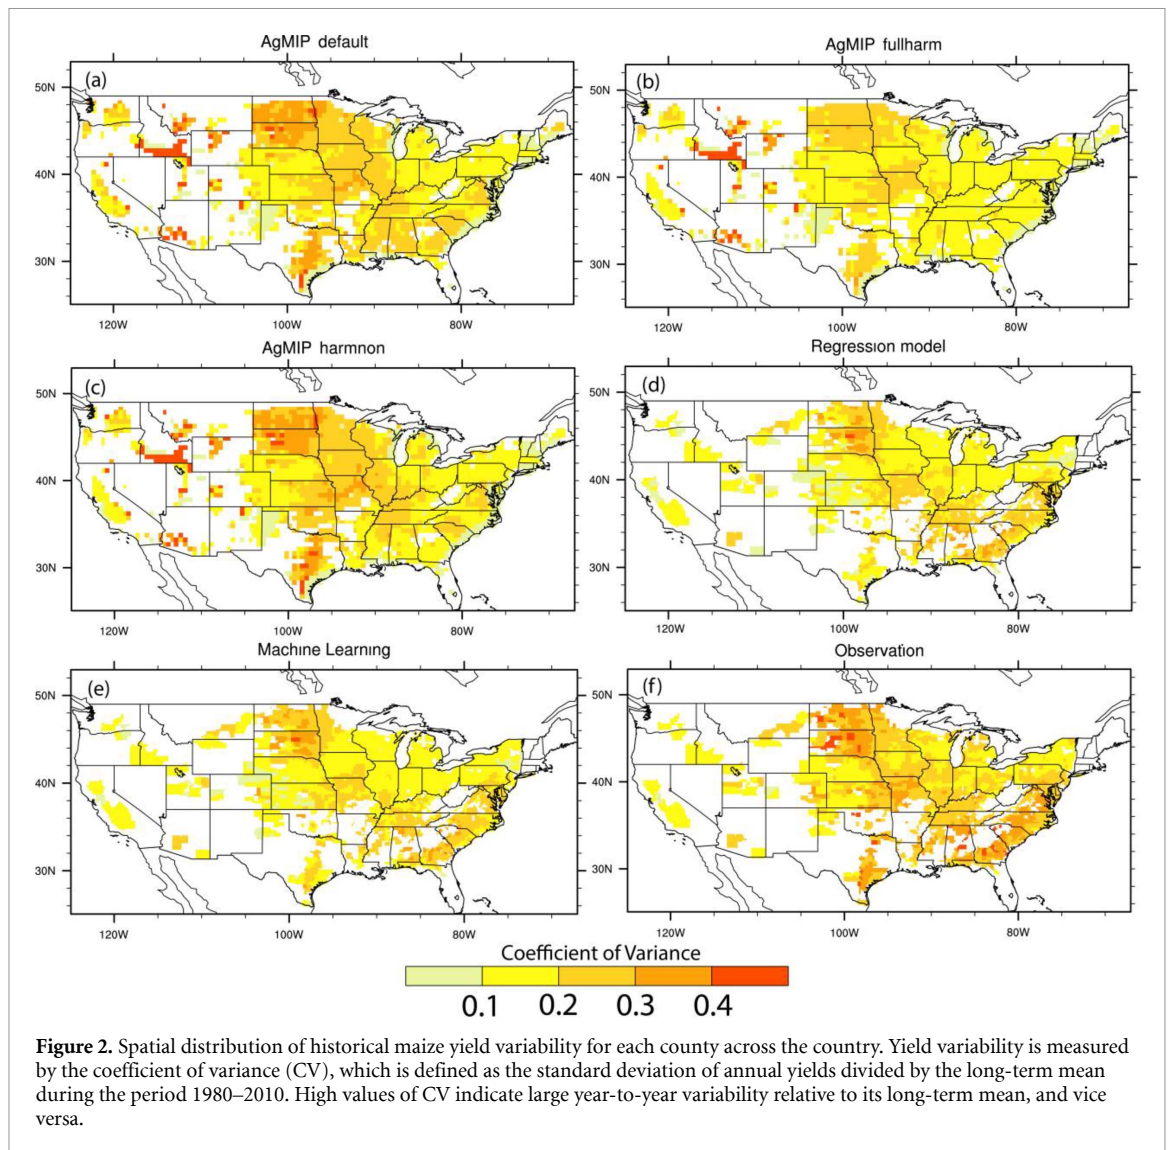 AgMIP default
AgMIP fullharm
(a)
(b)
50N
40N
30N
120W
100W
80W
50N
40N
30N
120W
100W
80W
AgMIP harmnon
Regression model
(c)
(d)
50N
40N
30N
120W
100W
80W
50N
40N
30N
120W
100W
80W
Machine Learning
Observation
(e)
(f)
50N
40N
30N
120W
100W
80W
50N
40N
30N
120W
100W
80W
Coefficient of Variance
0.1 0.2 0.3 0.4
Figure 2. Spatial distribution of historical maize yield variability for each county across the country. Yield variability is measured
by the coefficient of variance (CV), which is defined as the standard deviation of annual yields divided by the long-term mean
during the period 1980–2010. High values of CV indicate large year-to-year variability relative to its long-term mean, and vice
versa.